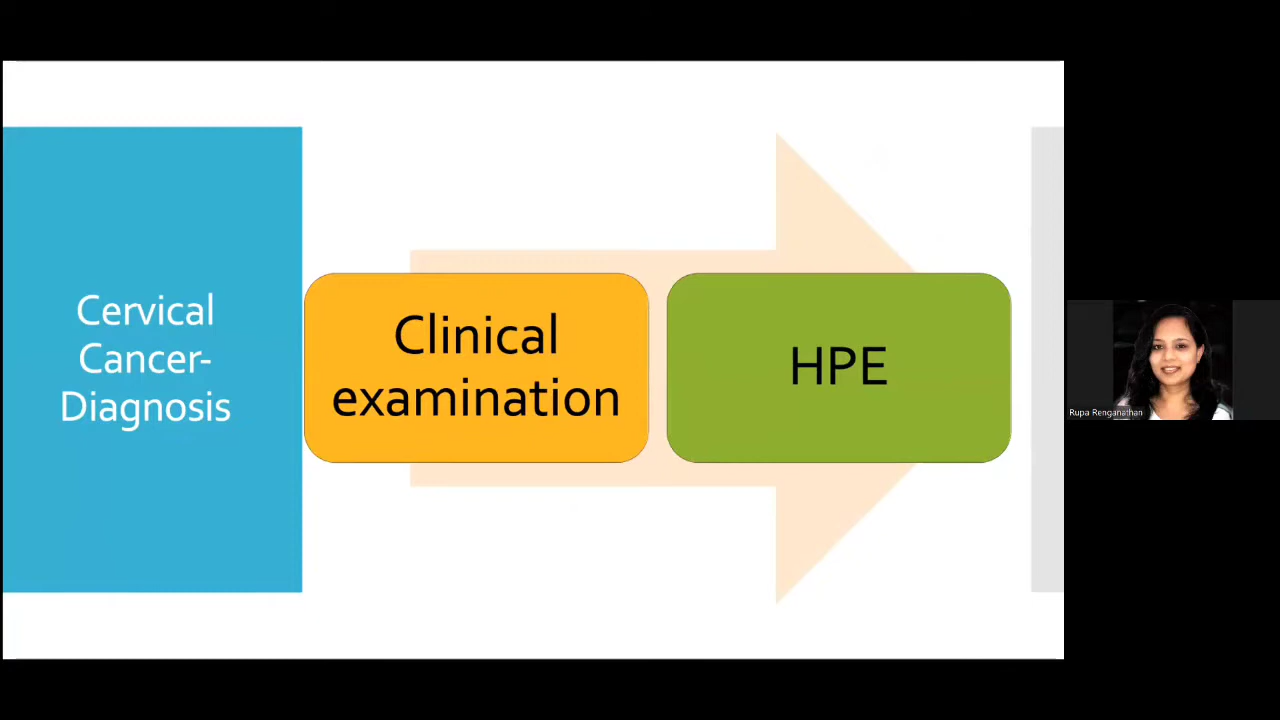 Cervical
Cancer-
Diagnosis
Clinical
examination
HPE
Rupa Renganathan